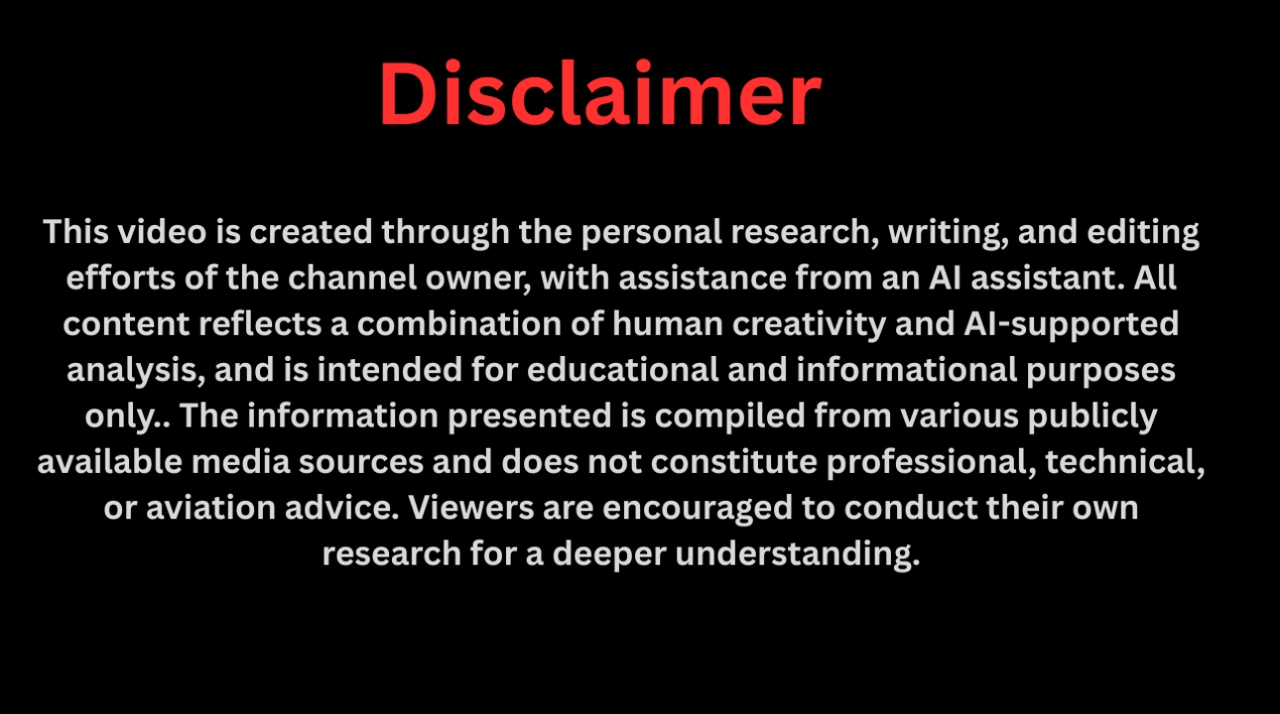 Disclaimer
This video is created through the personal research, writing, and editing
efforts of the channel owner, with assistance from an AI assistant. All
content reflects a combination of human creativity and AI-supported
analysis, and is intended for educational and informational purposes
only.. The information presented is compiled from various publicly
available media sources and does not constitute professional, technical,
or aviation advice. Viewers are encouraged to conduct their own
research for a deeper understanding.